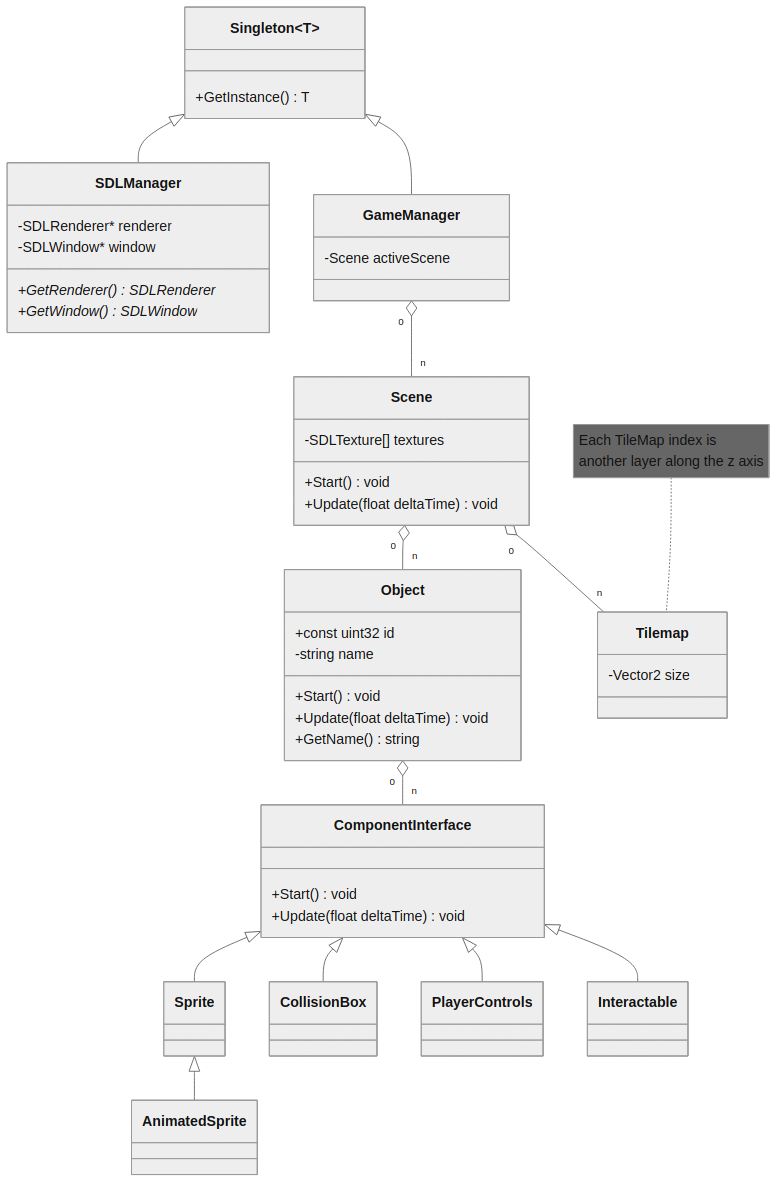 Singleton<T>
+GetInstance() : T
SDLManager
-SDLRenderer* renderer
-SDLWindow* window
+GetRenderer() : SDLRenderer
+GetWindow() : SDLWindow
GameManager
-Scene activeScene
0
n
Scene
-SDLTexture[] textures
+Start() : void
+Update(float deltaTime) : void
Each TileMap index is
another layer along the z axis
0
n
0
n
Object
+const uint32 id
-string name
+Start() : void
+Update(float deltaTime) : void
+GetName() : string
Tilemap
-Vector2 size
0
n
ComponentInterface
+Start() : void
+Update(float deltaTime) : void
Sprite
CollisionBox
PlayerControls
Interactable
AnimatedSprite